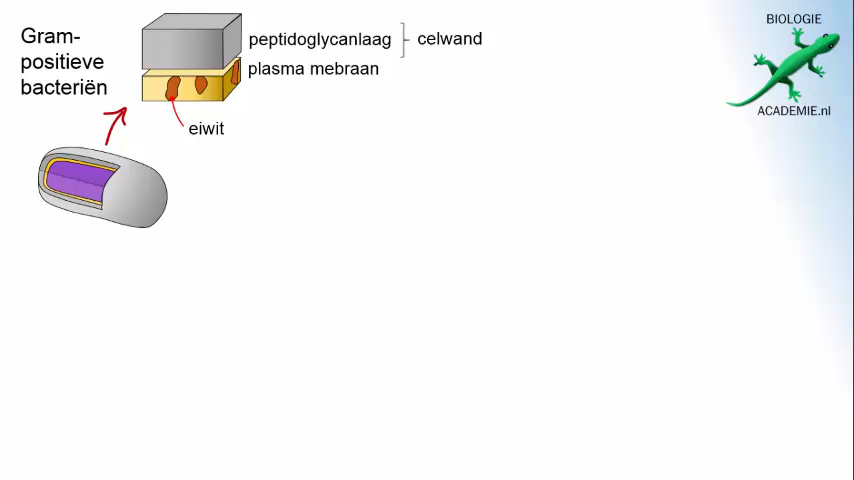 Gram-
positieve
bacteriën
peptidoglycanlaag
celwand
plasma mebraan
eiwit
BIOLOGIE
ACADEMIE.nl